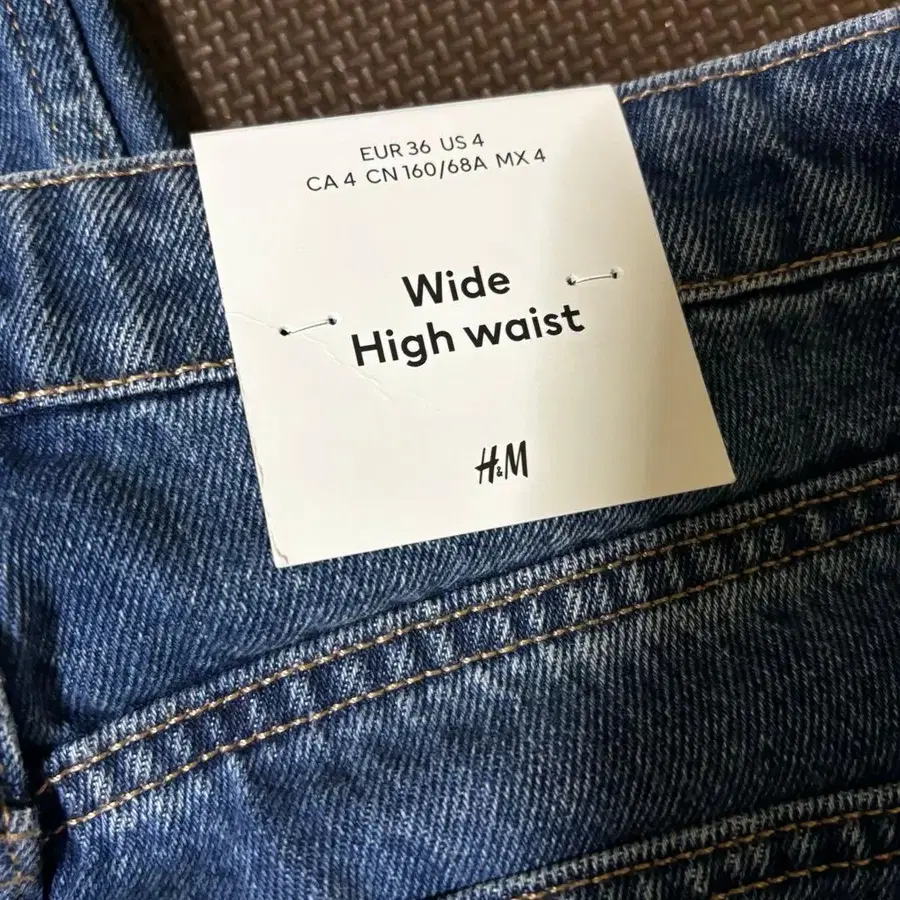 EUR 36 US 4
CA 4 CN 160/68A MX 4
Wide
High waist
H&M